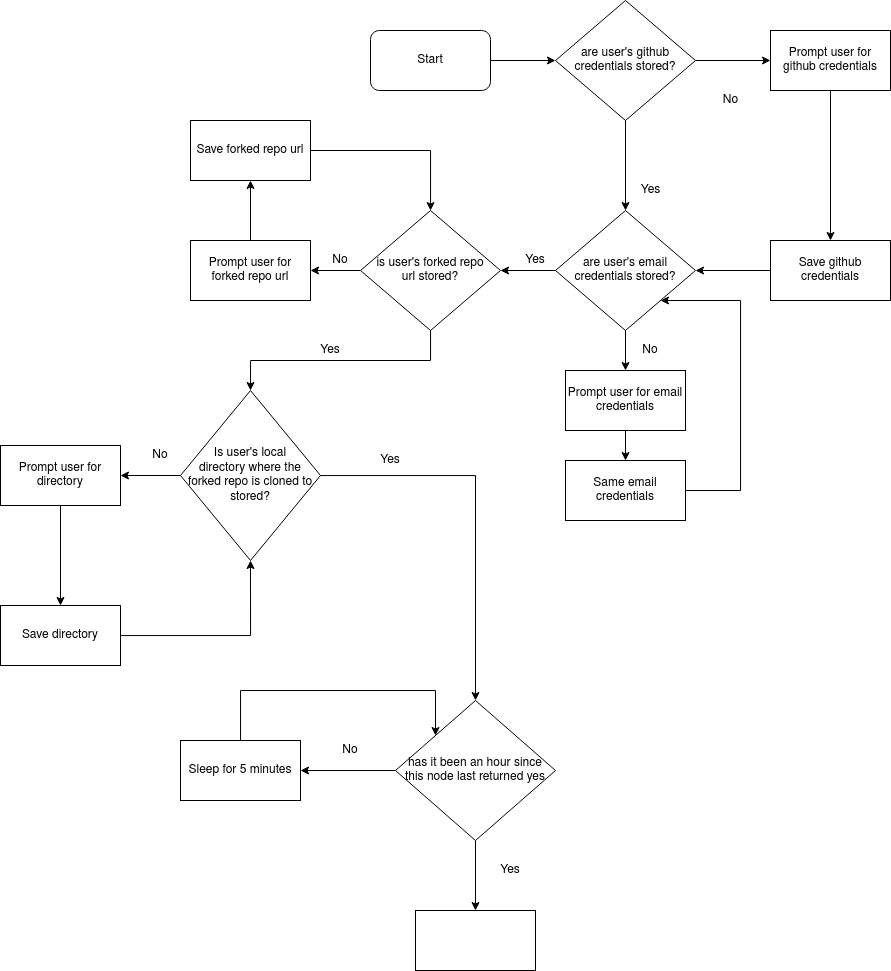 Start
are user's github
credentials stored?
Prompt user for
github credentials
No
Yes
Save forked repo url
Prompt user for
forked repo url
No
is user's forked repo
url stored?
Yes
are user's email
credentials stored?
Save github
credentials
Yes
No
Prompt user for email
credentials
Same email
credentials
Is user's local
directory where the
forked repo is cloned to
stored?
No
Yes
Prompt user for
directory
Save directory
Sleep for 5 minutes
No
has it been an hour since
this node last returned yes
Yes